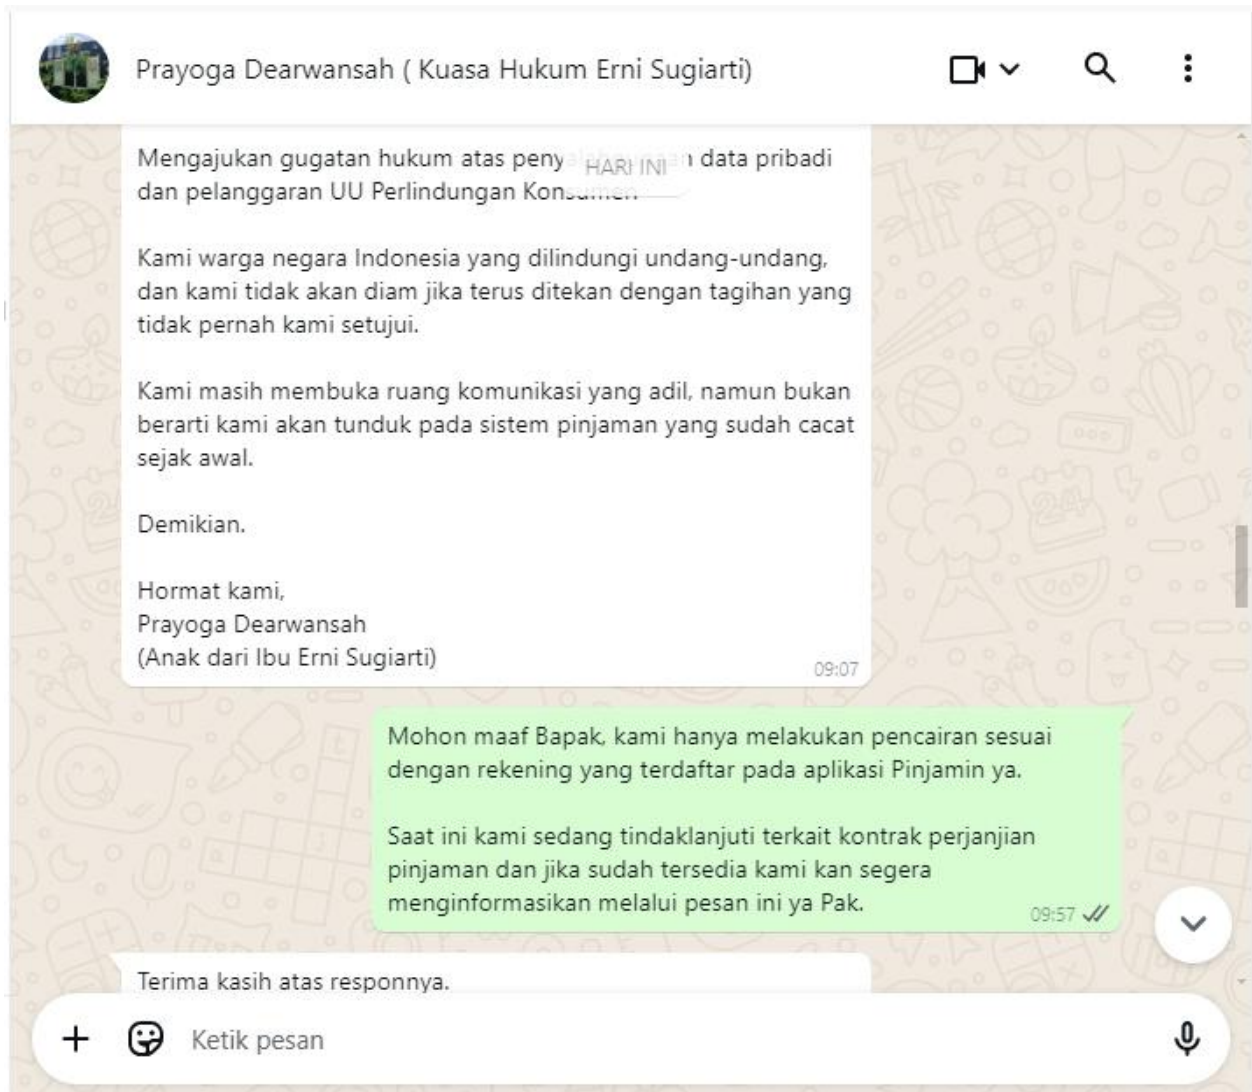 Prayoga Dearwansah ( Kuasa Hukum Erni Sugiarti)
Mengajukan gugatan hukum atas data pribadi
HARI INI
dan pelanggaran UU Perlindungan Konsumen
Kami warga negara Indonesia yang dilindungi undang-undang,
dan kami tidak akan diam jika terus ditekan dengan tagihan yang
tidak pernah kami setujui.
Kami masih membuka ruang komunikasi yang adil, namun bukan
berarti kami akan tunduk pada sistem pinjaman yang sudah cacat
sejak awal.
Demikian.
Hormat kami,
Prayoga Dearwansah
(Anak dari Ibu Erni Sugiarti)
09:07
Mohon maaf Bapak, kami hanya melakukan pencairan sesuai
dengan rekening yang terdaftar pada aplikasi Pinjamin ya.
Saat ini kami sedang tindaklanjuti terkait kontrak perjanjian
pinjaman dan jika sudah tersedia kami kan segera
menginformasikan melalui pesan ini ya Pak.
09:57
Terima kasih atas responnya.
Ketik pesan